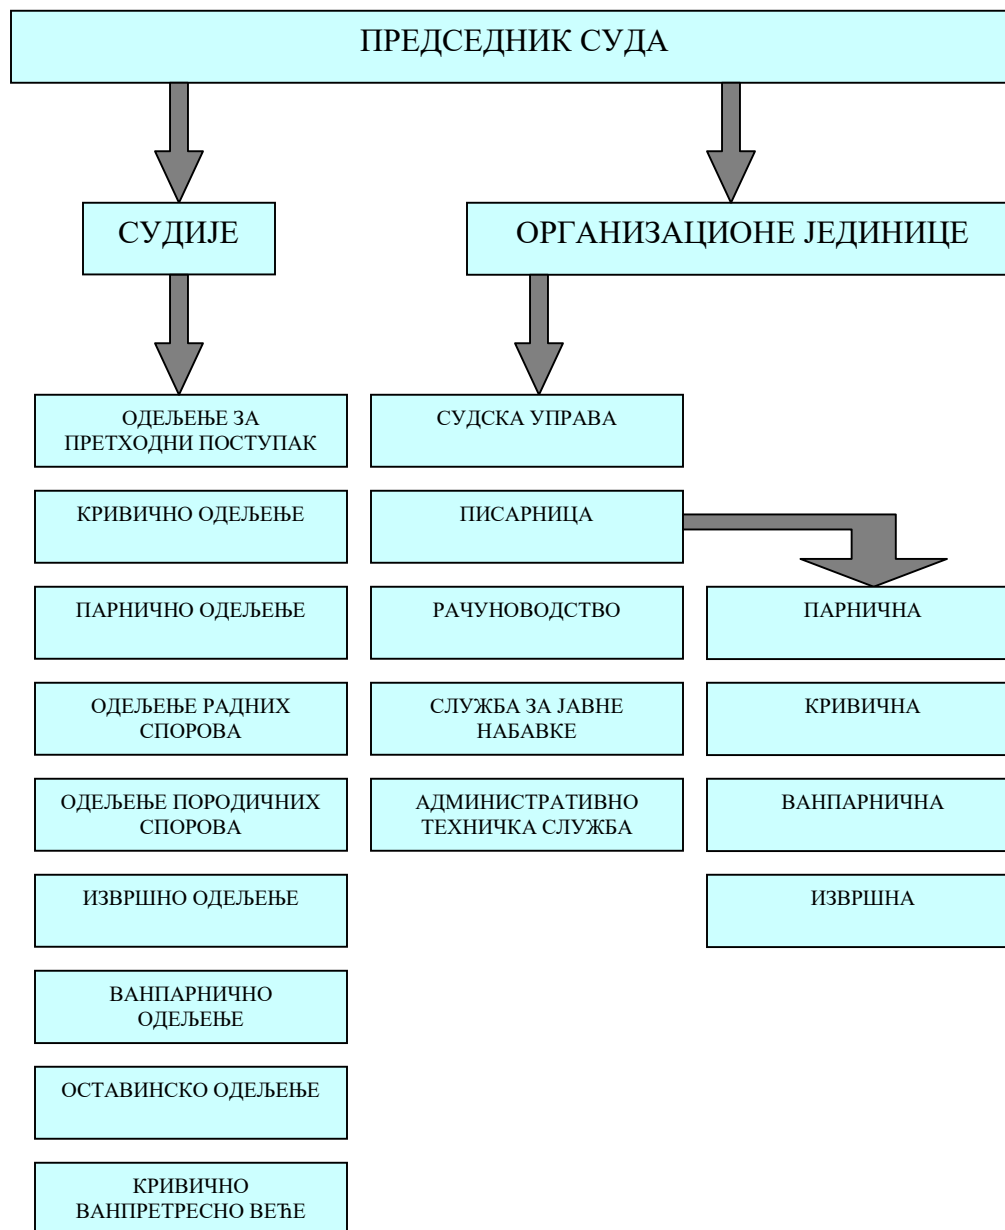 ПРЕДСЕДНИК СУДА
СУДИЈЕ
ОРГАНИЗАЦИОНЕ ЈЕДИНИЦЕ
ОДЕЉЕЊЕ ЗА
ПРЕТХОДНИ ПОСТУПАК
КРИВИЧНО ОДЕЉЕЊЕ
ПАРНИЧНО ОДЕЉЕЊЕ
ОДЕЉЕЊЕ РАДНИХ
СПОРОВА
ОДЕЉЕЊЕ ПОРОДИЧНИХ
СПОРОВА
ИЗВРШНО ОДЕЉЕЊЕ
ВАНПАРНИЧНО
ОДЕЉЕЊЕ
ОСТАВИНСКО ОДЕЉЕЊЕ
КРИВИЧНО
ВАНПРЕТРЕСНО ВЕЋЕ
СУДСКА УПРАВА
ПИСАРНИЦА
РАЧУНОВОДСТВО
СЛУЖБА ЗА ЈАВНЕ
НАБАВКЕ
АДМИНИСТРАТИВНО
ТЕХНИЧКА СЛУЖБА
ПАРНИЧНА
КРИВИЧНА
ВАНПАРНИЧНА
ИЗВРШНА